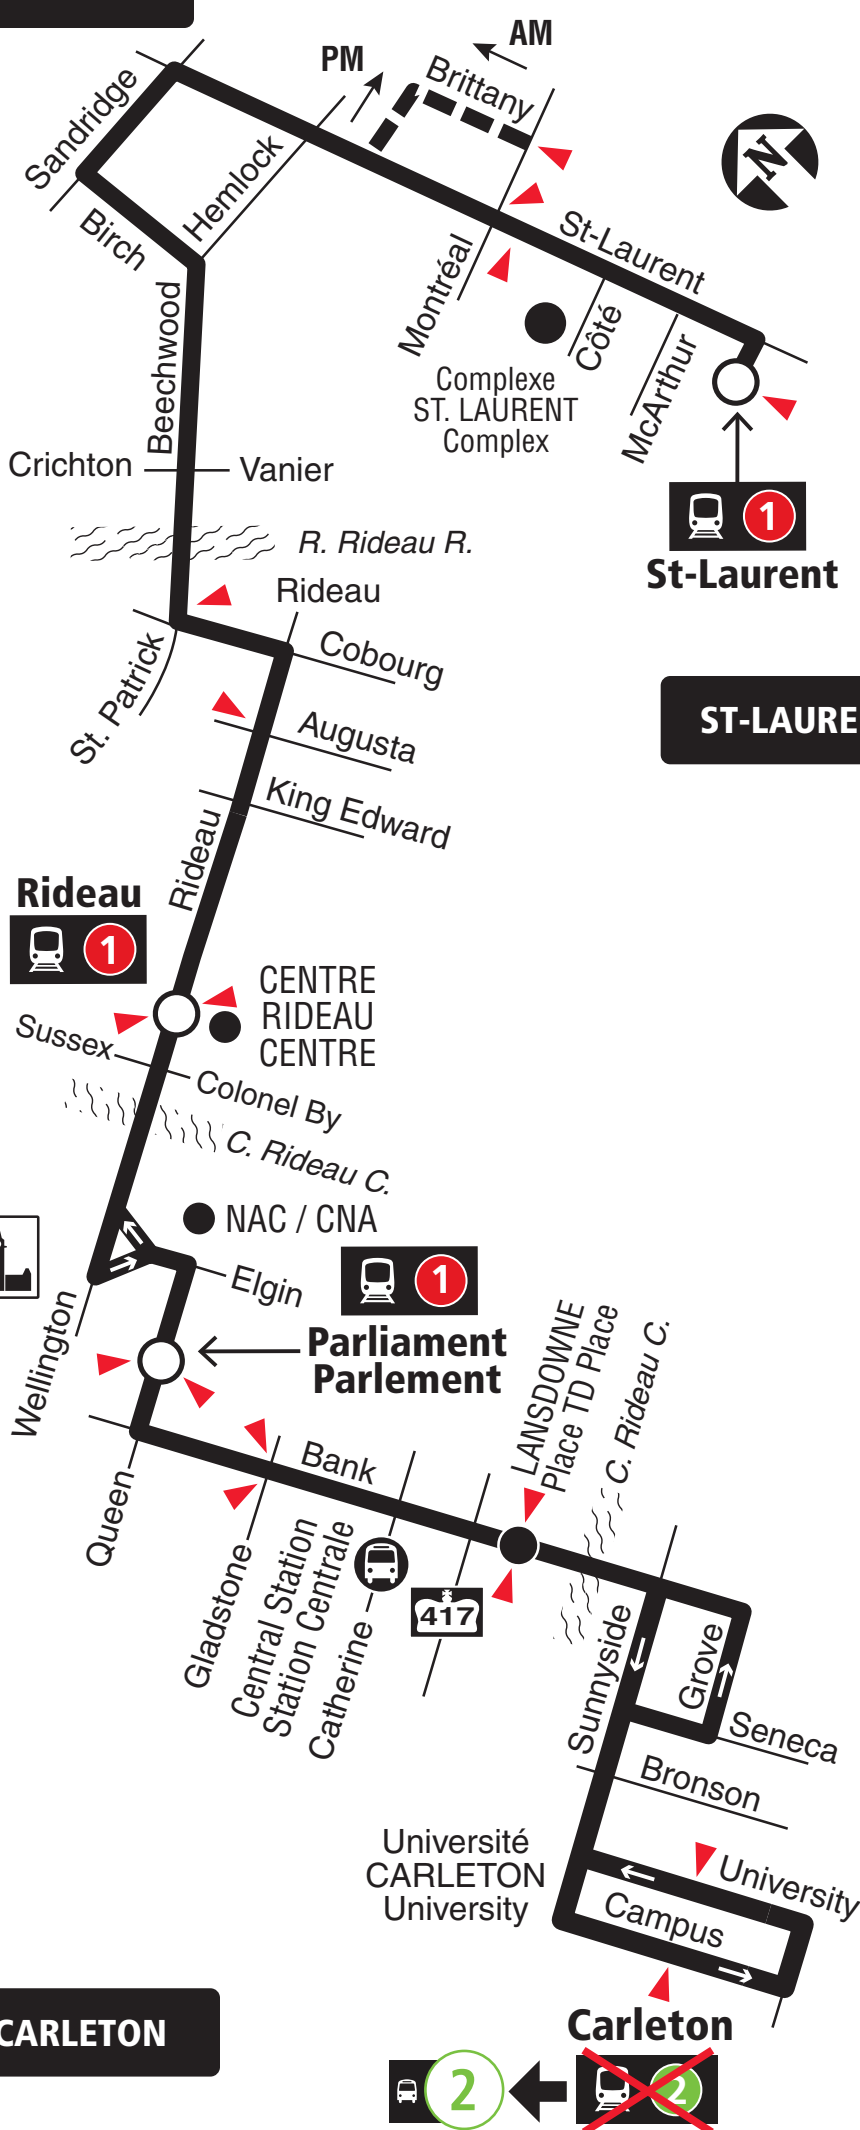 AM
PM
Brittany
Sandridge
Hemlock
Birch
N
St-Laurent
Montréal
Côté
McArthur
Complexe
ST. LAURENT
Complex
Beechwood
1
St-Laurent
Crichton
Vanier
R. Rideau R.
Rideau
Cobourg
St. Patrick
ST-LAURE
Augusta
King Edward
Rideau
Rideau
1
CENTRE
RIDEAU
CENTRE
Sussex
Colonel By
C. Rideau C.
NAC / CNA
Elgin
1
Parliament
Parlement
Wellington
LANSDOWNE
Place TD Place
C. Rideau C.
Queen
Bank
Gladstone
Central Station
Station Centrale
Catherine
417
Sunnyside
Grove
Seneca
Bronson
Université
CARLETON
University
University
Campus
CARLETON
Carleton
2
2